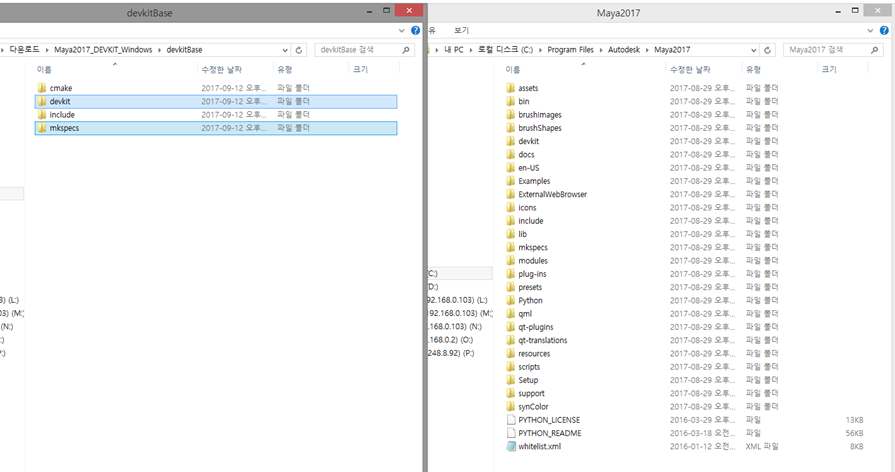 devkitBase
다운로드 › Maya2017_DEVKIT_Windows › devkitBase
devkitBase 검색
이름 수정한 날짜 유형 크기
cmake 2017-09-12 오후... 파일 폴더
devkit 2017-09-12 오후... 파일 폴더
include 2017-09-12 오후... 파일 폴더
mkspecs 2017-09-12 오후... 파일 폴더
(L:)
(M:)
(N:)
Maya2017
유 보기
내 PC › 로컬 디스크 (C:) › Program Files › Autodesk › Maya2017
Maya2017 검색
이름 수정한 날짜 유형 크기
assets 2017-08-29 오후... 파일 폴더
bin 2017-08-29 오후... 파일 폴더
brushImages 2017-08-29 오후... 파일 폴더
brushShapes 2017-08-29 오후... 파일 폴더
devkit 2017-08-29 오후... 파일 폴더
docs 2017-08-29 오후... 파일 폴더
en-US 2017-08-29 오후... 파일 폴더
Examples 2017-08-29 오후... 파일 폴더
ExternalWebBrowser 2017-08-29 오후... 파일 폴더
icons 2017-08-29 오후... 파일 폴더
include 2017-08-29 오후... 파일 폴더
lib 2017-08-29 오후... 파일 폴더
mkspecs 2017-08-29 오후... 파일 폴더
modules 2017-08-29 오후... 파일 폴더
plug-ins 2017-08-29 오후... 파일 폴더
presets 2017-08-29 오후... 파일 폴더
Python 2017-08-29 오후... 파일 폴더
qml 2017-08-29 오후... 파일 폴더
qt-plugins 2017-08-29 오후... 파일 폴더
qt-translations 2017-08-29 오후... 파일 폴더
resources 2017-08-29 오후... 파일 폴더
scripts 2017-08-29 오후... 파일 폴더
Setup 2017-08-29 오후... 파일 폴더
support 2017-08-29 오후... 파일 폴더
synColor 2017-08-29 오후... 파일 폴더
PYTHON_LICENSE 2016-03-29 오후... 파일 13KB
PYTHON_README 2016-03-18 오전... 파일 56KB
whitelist.xml 2016-01-12 오전... XML 파일 8KB
(C:)
(D:)
92.168.0.103) (L:)
192.168.0.103) (M:)
.168.0.103) (N:)
.168.0.2) (O:)
248.8.92) (P:)